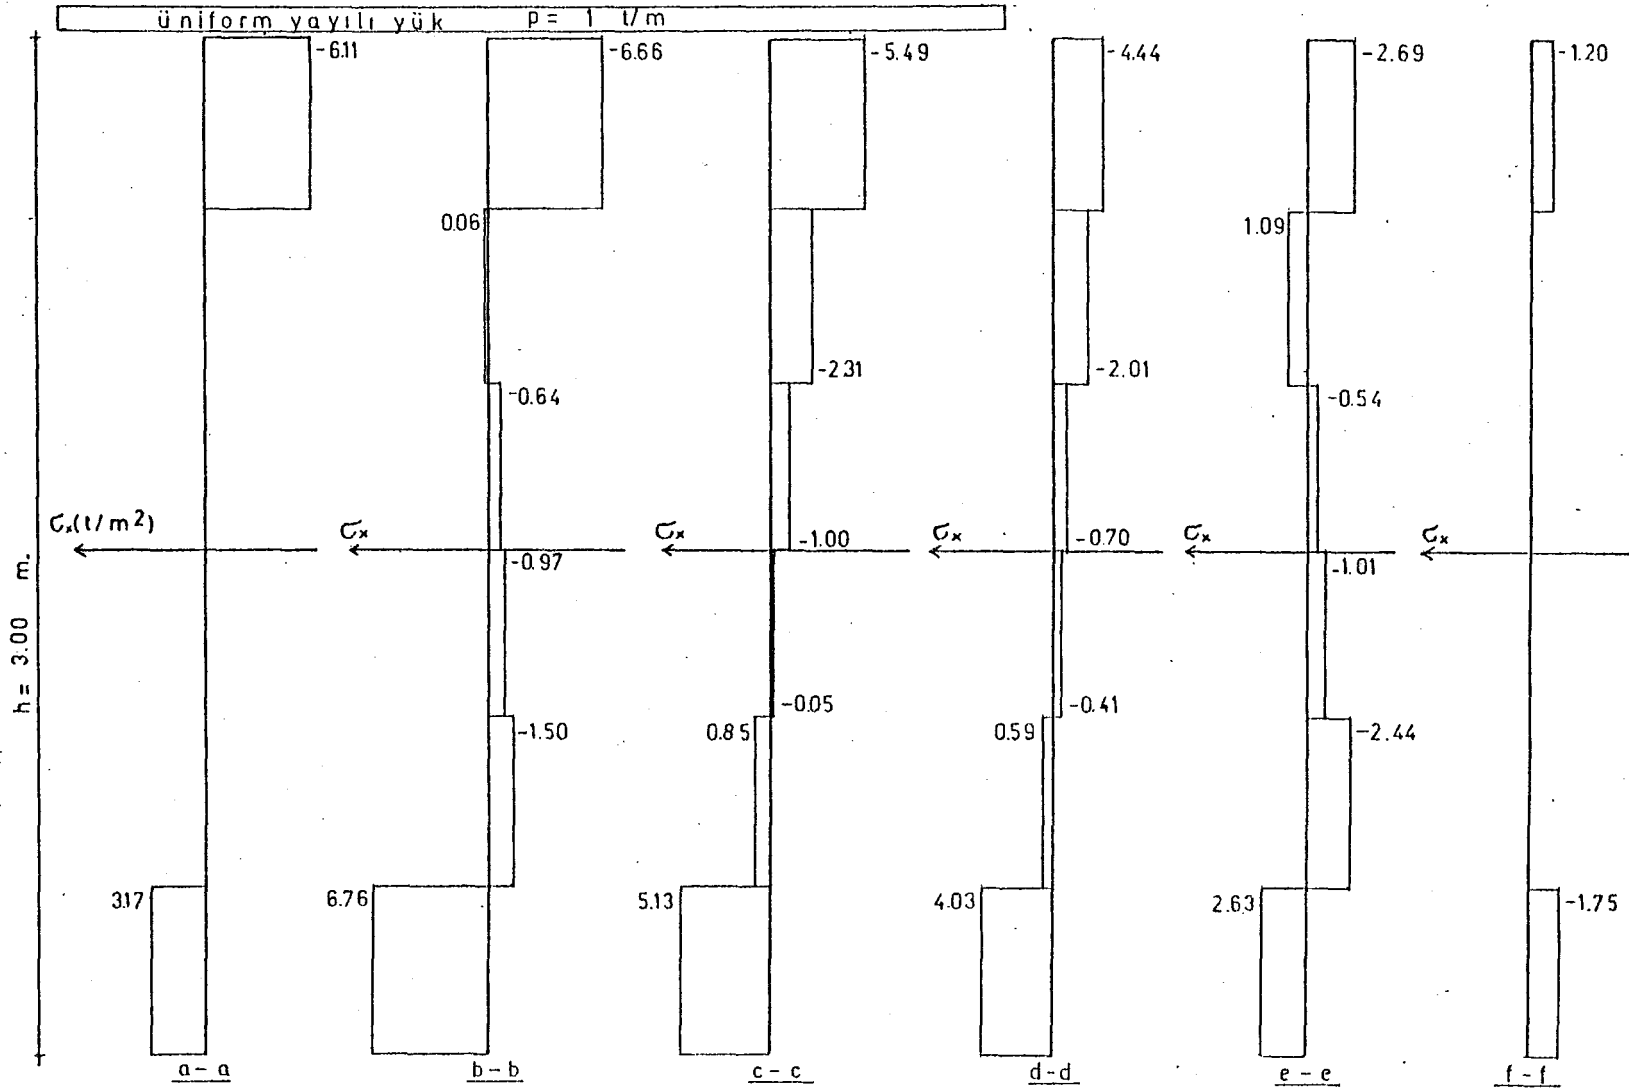 üniform yayılı yük p= 1 t/m
-6.11 -6.66 -5.49 -4.44 -2.69 -1.20
0.06 1.09
-2.31 -2.01
-0.64 -0.54
σx(t/m2) σx σx σx σx σx
-1.00 -0.70
-0.97 -1.01
h= 3.00 m.
-0.05 -0.41
-1.50 0.85 0.59 -2.44
3.17 6.76 5.13 4.03 2.63 -1.75
a-a b-b c-c d-d e-e f-f